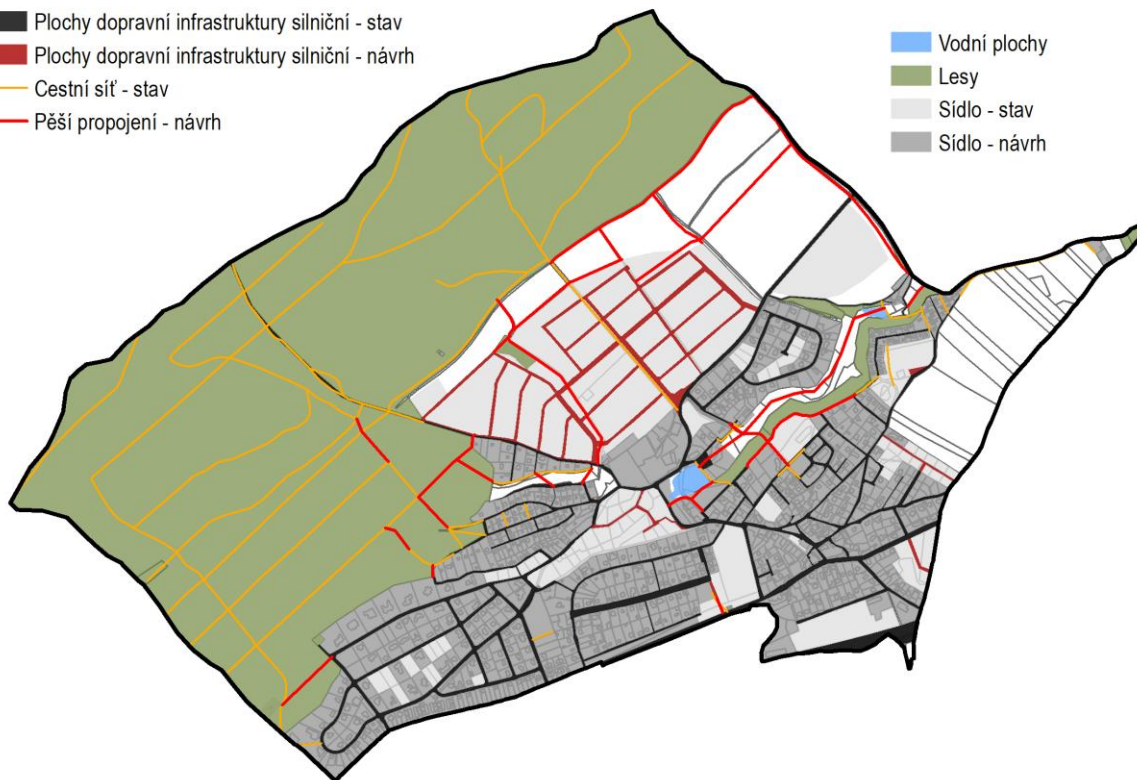 Plochy dopravní infrastruktury silniční - stav
Plochy dopravní infrastruktury silniční - návrh
Cestní síť - stav
Pěší propojení - návrh
Vodní plochy
Lesy
Sídlo - stav
Sídlo - návrh